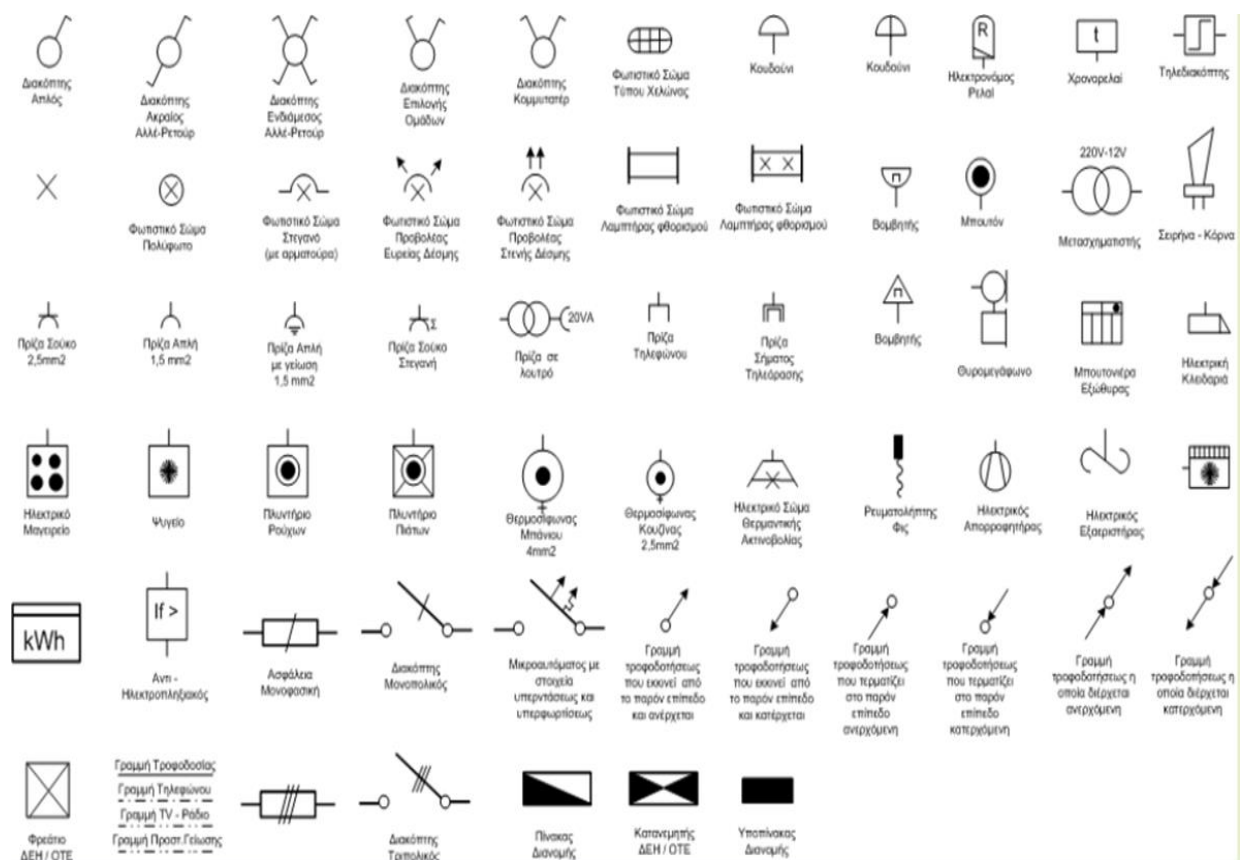 Διακόπτης
Απλός
Διακόπτης
Ακραίος
Αλλέ-Ρετούρ
Διακόπτης
Ενδιάμεσος
Αλλέ-Ρετούρ
Διακόπτης
Επιλογής
Ομάδων
Διακόπτης
Κομμυτατέρ
Φωτιστικό Σώμα
Τύπου Χελώνας
Κουδούνι
Κουδούνι
R
Ηλεκτρονόμος
Ρελαί
t
Χρονορελαί
Τηλεδιακόπτης
Φωτιστικό Σώμα
Πολύφωτο
Φωτιστικό Σώμα
Στεγανό
(με αρματούρα)
Φωτιστικό Σώμα
Προβολέας
Ευρείας Δέσμης
Φωτιστικό Σώμα
Προβολέας
Στενής Δέσμης
Φωτιστικό Σώμα
Λαμπτήρας φθορισμού
Φωτιστικό Σώμα
Λαμπτήρας φθορισμού
Βομβητής
Μπουτόν
220V-12V
Μετασχηματιστής
Σειρήνα - Κόρνα
Πρίζα Σούκο
2,5mm2
Πρίζα Απλή
1,5 mm2
Πρίζα Απλή
με γείωση
1,5 mm2
Σ
Πρίζα Σούκο
Στεγανή
20VA
Πρίζα σε
λουτρό
Πρίζα
Τηλεφώνου
Πρίζα
Σήματος
Τηλεόρασης
Βομβητής
Θυρομεγάφωνο
Μπουτονιέρα
Εξώθυρας
Ηλεκτρική
Κλειδαριά
Ηλεκτρικό
Μαγειρείο
Ψυγείο
Πλυντήριο
Ρούχων
Πλυντήριο
Πιάτων
Θερμοσίφωνας
Μπάνιου
4mm2
Θερμοσίφωνας
Κουζίνας
2,5mm2
Ηλεκτρικό Σώμα
Θερμαντικής
Ακτινοβολίας
Ρευματολήπτης
Φις
Ηλεκτρικός
Απορροφητήρας
Ηλεκτρικός
Εξαεριστήρας
kWh
If >
Αντι -
Ηλεκτροπληξιακός
Ασφάλεια
Μονοφασική
Διακόπτης
Μονοπολικός
Μικροαυτόματος με
στοιχεία
υπερντάσεως και
υπερφωρτίσεως
Γραμμή
τροφοδοτήσεως
που εκκινεί από
το παρόν επίπεδο
και ανέρχεται
Γραμμή
τροφοδοτήσεως
που εκκινεί από
το παρόν επίπεδο
και κατέρχεται
Γραμμή
τροφοδοτήσεως
που τερματίζει
στο παρόν
επίπεδο
ανερχόμενη
Γραμμή
τροφοδοτήσεως
που τερματίζει
στο παρόν
επίπεδο
κατερχόμενη
Γραμμή
τροφοδοτήσεως η
οποία διέρχεται
ανερχόμενη
Γραμμή
τροφοδοτήσεως η
οποία διέρχεται
κατερχόμενη
Φρεάτιο
ΔΕΗ / ΟΤΕ
Γραμμή Τροφοδοσίας
Γραμμή Τηλεφώνου
Γραμμή TV - Ράδιο
Γραμμή Προστ.Γείωσης
Διακόπτης
Τριπολικός
Πίνακας
Διανομής
Κατανεμητής
ΔΕΗ / ΟΤΕ
Υποπίνακας
Διανομής